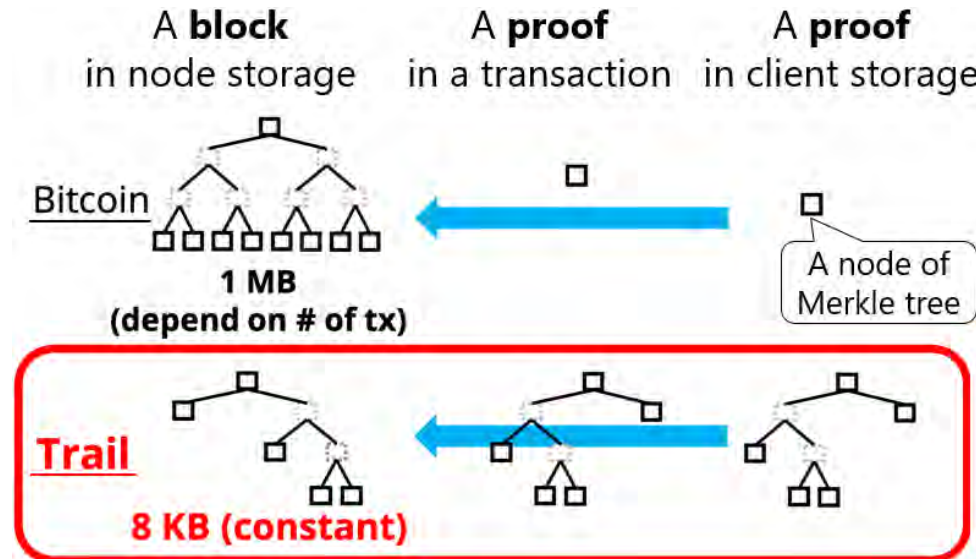 A block
in node storage
A proof
in a transaction
A proof
in client storage
Bitcoin
1 MB
(depend on # of tx)
A node of
Merkle tree
Trail
8 KB (constant)